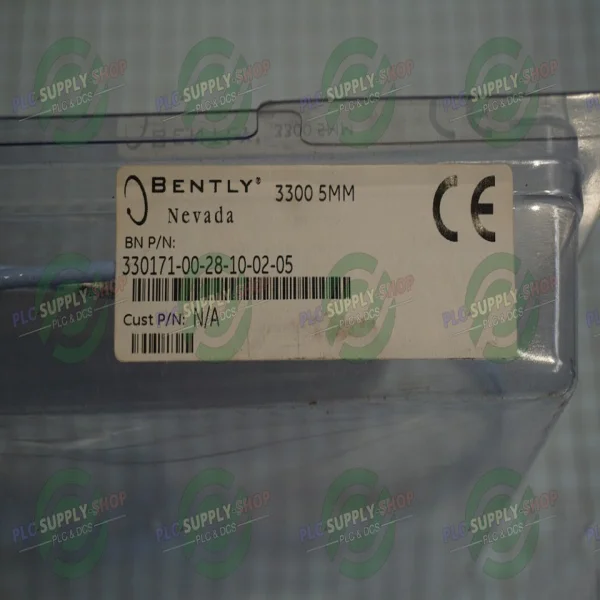 BENTLY® 3300 5MM
Nevada
CE
BN P/N:
330171-00-28-10-02-05
Cust P/N: N/A
PLC SUPPLY SHOP
PLC & DCS